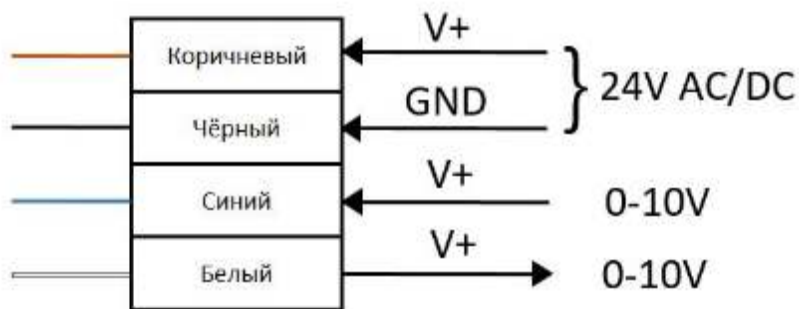 Коричневый V+
Чёрный GND 24V AC/DC
Синий V+ 0-10V
Белый V+ 0-10V